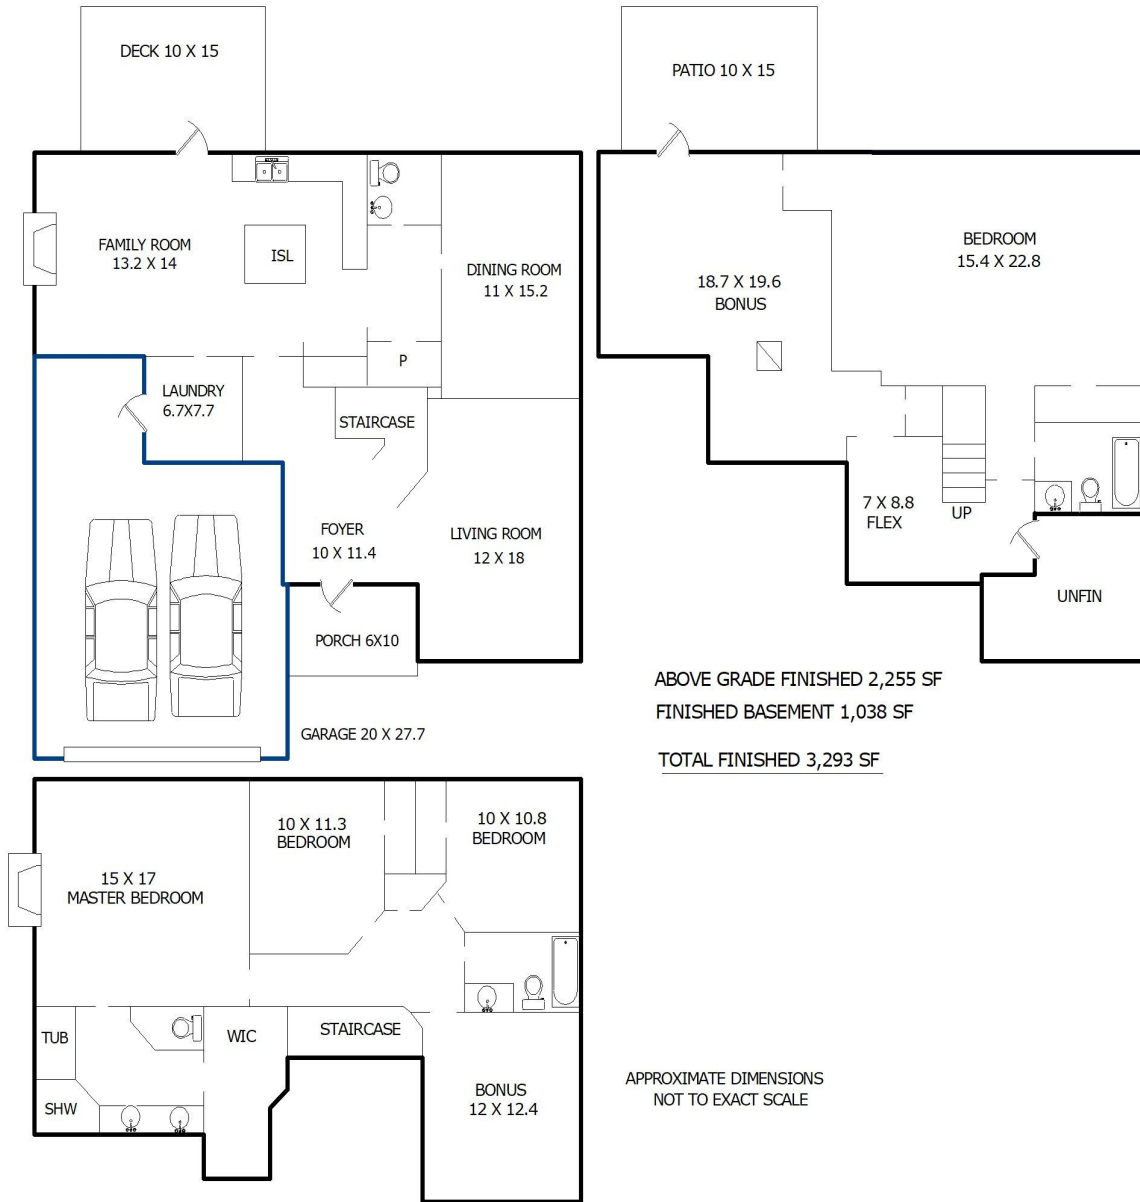 DECK 10 X 15
FAMILY ROOM
13.2 X 14
ISL
DINING ROOM
11 X 15.2
P
LAUNDRY
6.7X7.7
STAIRCASE
FOYER
10 X 11.4
LIVING ROOM
12 X 18
PORCH 6X10
GARAGE 20 X 27.7
PATIO 10 X 15
BEDROOM
15.4 X 22.8
18.7 X 19.6
BONUS
7 X 8.8
FLEX
UP
UNFIN
ABOVE GRADE FINISHED 2,255 SF
FINISHED BASEMENT 1,038 SF
TOTAL FINISHED 3,293 SF
15 X 17
MASTER BEDROOM
10 X 11.3
BEDROOM
10 X 10.8
BEDROOM
TUB
SHW
WIC
STAIRCASE
BONUS
12 X 12.4
APPROXIMATE DIMENSIONS
NOT TO EXACT SCALE